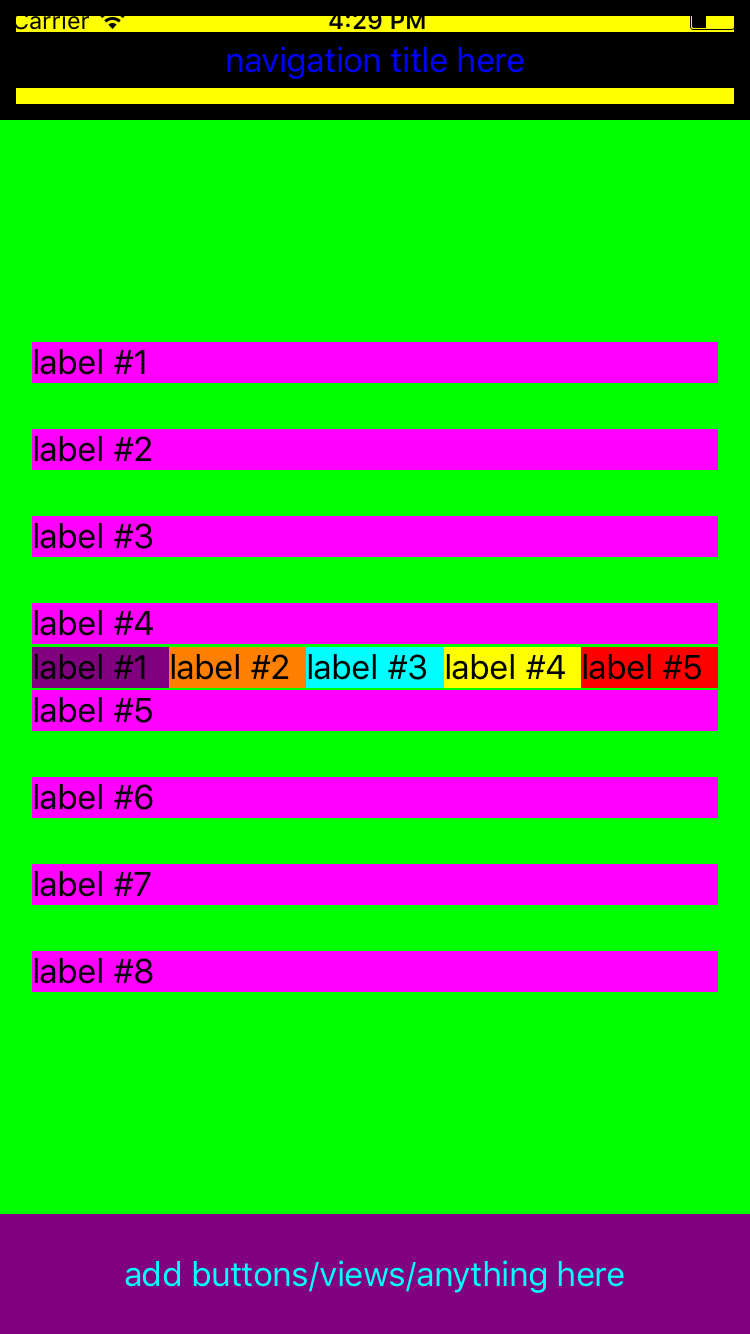 Carrier 4:29 PM
navigation title here
label #1
label #2
label #3
label #4
label #1 label #2 label #3 label #4 label #5
label #5
label #6
label #7
label #8
add buttons/views/anything here